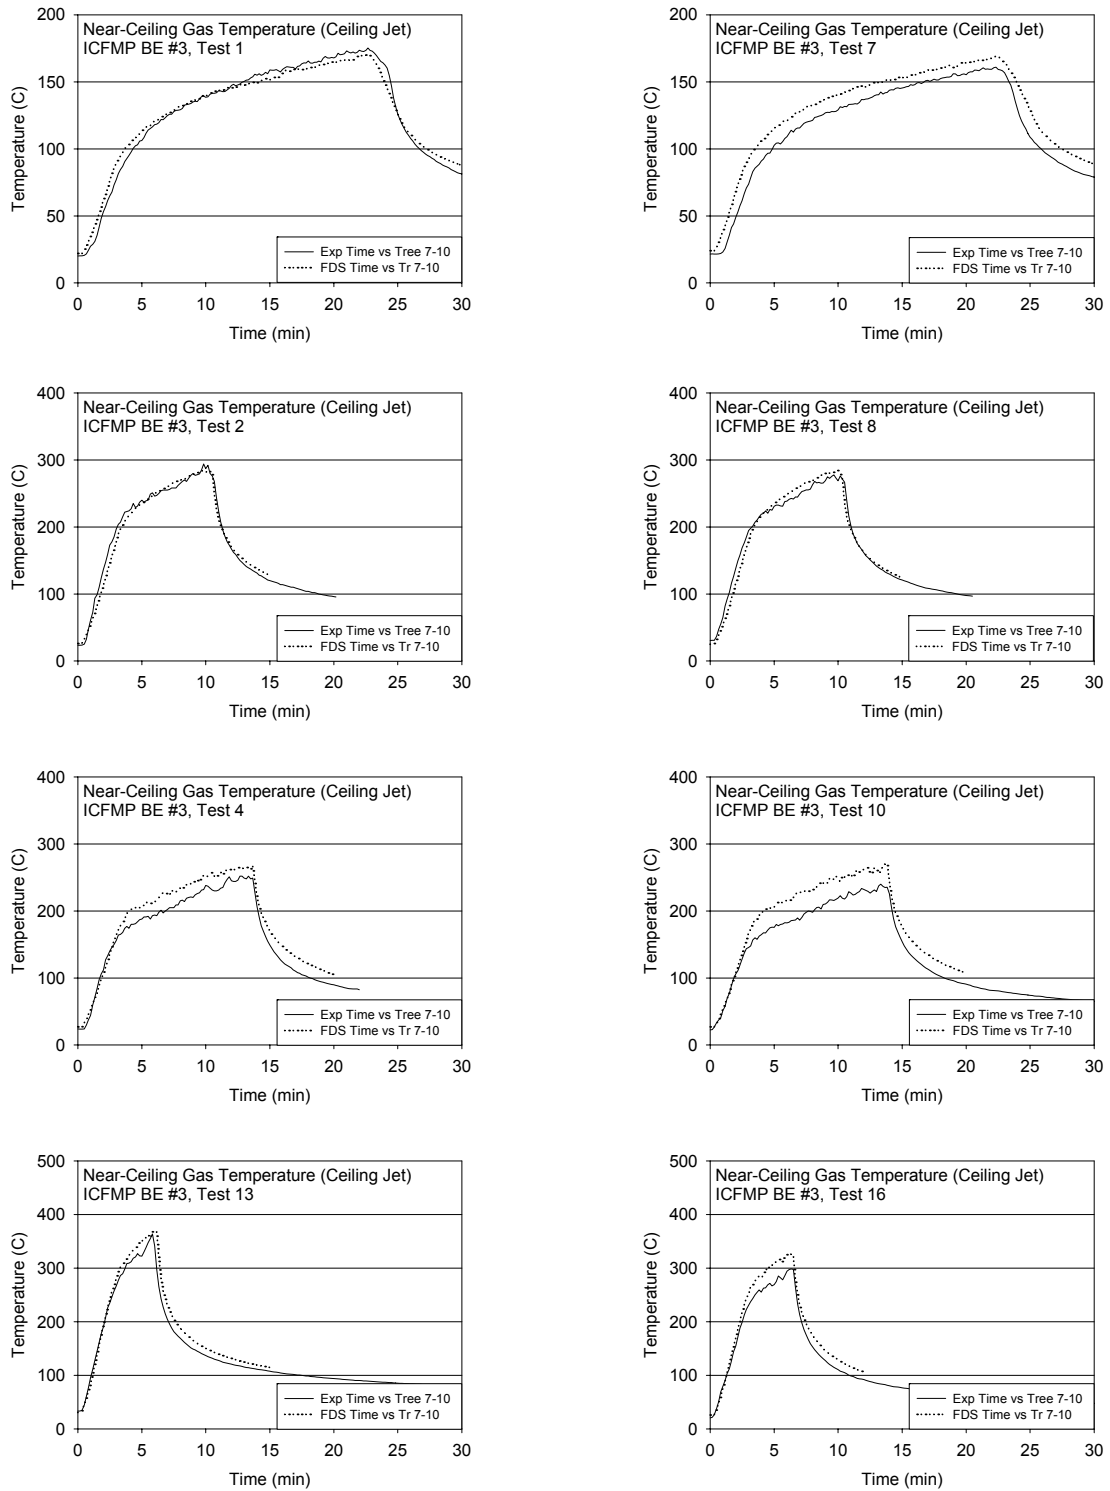 Near-Ceiling Gas Temperature (Ceiling Jet)
ICFMP BE #3, Test 1
Temperature (C)
200
150
100
50
0
Exp Time vs Tree 7-10
FDS Time vs Tr 7-10
0 5 10 15 20 25 30
Time (min)
Near-Ceiling Gas Temperature (Ceiling Jet)
ICFMP BE #3, Test 7
Temperature (C)
200
150
100
50
0
Exp Time vs Tree 7-10
FDS Time vs Tr 7-10
0 5 10 15 20 25 30
Time (min)
Near-Ceiling Gas Temperature (Ceiling Jet)
ICFMP BE #3, Test 2
Temperature (C)
400
300
200
100
0
Exp Time vs Tree 7-10
FDS Time vs Tr 7-10
0 5 10 15 20 25 30
Time (min)
Near-Ceiling Gas Temperature (Ceiling Jet)
ICFMP BE #3, Test 8
Temperature (C)
400
300
200
100
0
Exp Time vs Tree 7-10
FDS Time vs Tr 7-10
0 5 10 15 20 25 30
Time (min)
Near-Ceiling Gas Temperature (Ceiling Jet)
ICFMP BE #3, Test 4
Temperature (C)
400
300
200
100
0
Exp Time vs Tree 7-10
FDS Time vs Tr 7-10
0 5 10 15 20 25 30
Time (min)
Near-Ceiling Gas Temperature (Ceiling Jet)
ICFMP BE #3, Test 10
Temperature (C)
400
300
200
100
0
Exp Time vs Tree 7-10
FDS Time vs Tr 7-10
0 5 10 15 20 25 30
Time (min)
Near-Ceiling Gas Temperature (Ceiling Jet)
ICFMP BE #3, Test 13
Temperature (C)
500
400
300
200
100
0
Exp Time vs Tree 7-10
FDS Time vs Tr 7-10
0 5 10 15 20 25 30
Time (min)
Near-Ceiling Gas Temperature (Ceiling Jet)
ICFMP BE #3, Test 16
Temperature (C)
500
400
300
200
100
0
Exp Time vs Tree 7-10
FDS Time vs Tr 7-10
0 5 10 15 20 25 30
Time (min)